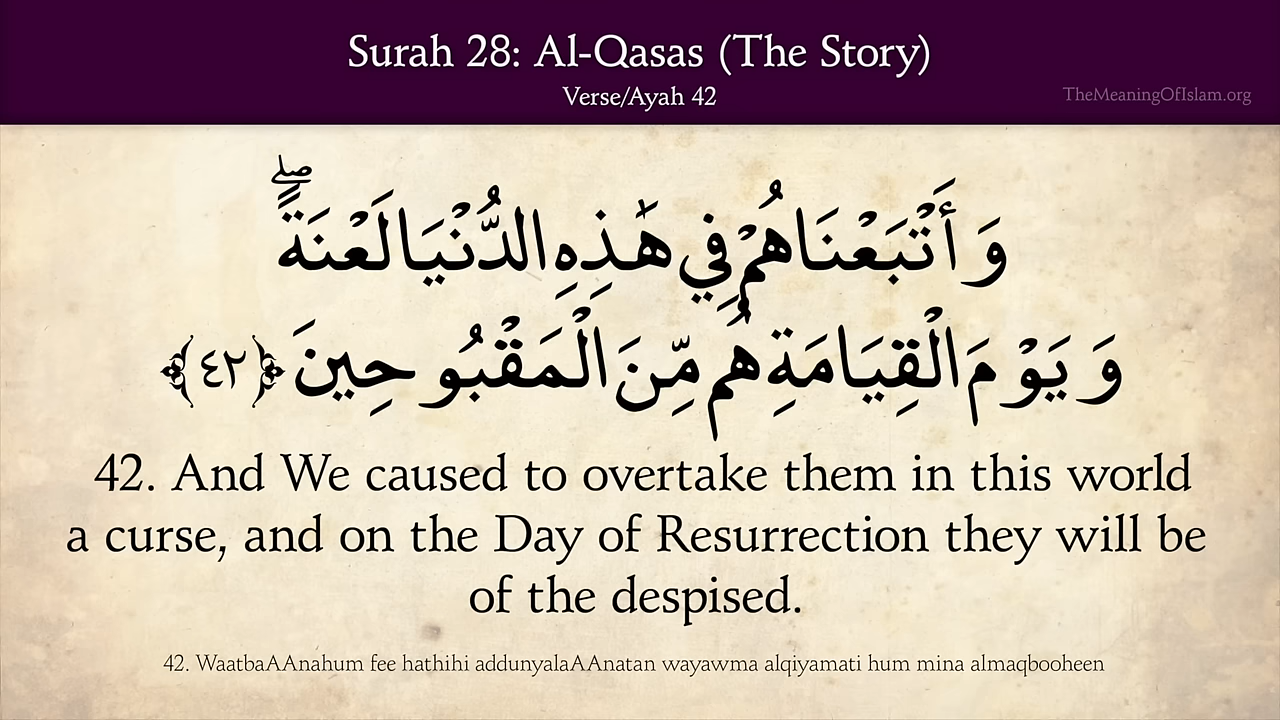 Surah 28: Al-Qasas (The Story)
Verse/Ayah 42
TheMeaningOfIslam.org
وَأَتْبَعْنَاهُمْ فِي هَٰذِهِ الدُّنْيَا لَعْنَةً ۖ
وَيَوْمَ الْقِيَامَةِ هُم مِّنَ الْمَقْبُوحِينَ ﴿٤٢﴾
42. And We caused to overtake them in this world
a curse, and on the Day of Resurrection they will be
of the despised.
42. WaatbaAAnahum fee hathihi addunyalaAAnatan wayawma alqiyamati hum mina almaqbooheen